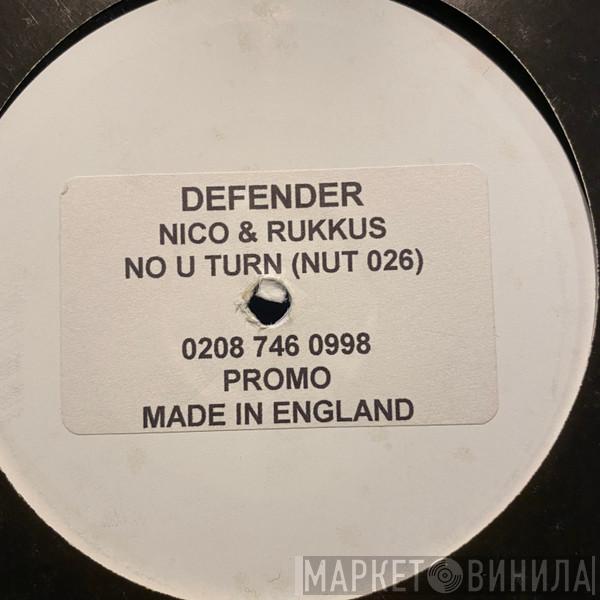 DEFENDER
NICO & RUKKUS
NO U TURN (NUT 026)
0208 746 0998
PROMO
MADE IN ENGLAND
МАРКЕТ ВИНИЛА